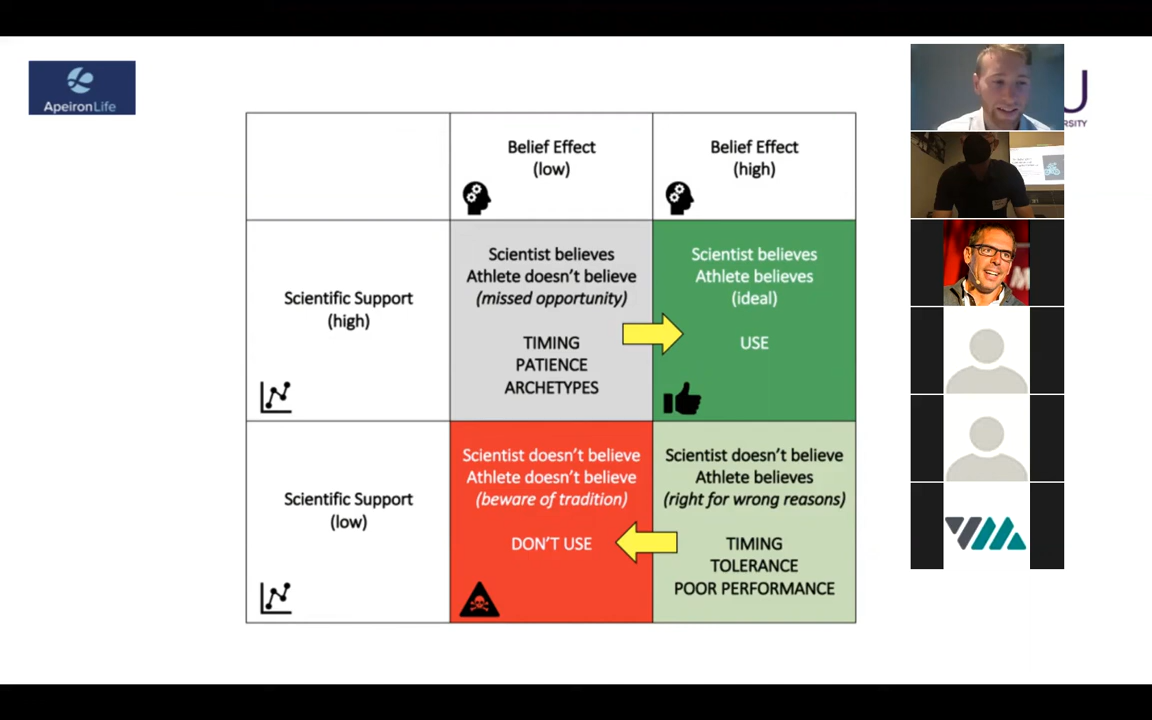 ApeironLife
Belief Effect
(low)
Belief Effect
(high)
U
RSITY
Scientific Support
(high)
Scientist believes
Athlete doesn't believe
(missed opportunity)
TIMING
PATIENCE
ARCHETYPES
Scientist believes
Athlete believes
(ideal)
USE
Scientific Support
(low)
Scientist doesn't believe
Athlete doesn't believe
(beware of tradition)
DON'T USE
Scientist doesn't believe
Athlete believes
(right for wrong reasons)
TIMING
TOLERANCE
POOR PERFORMANCE